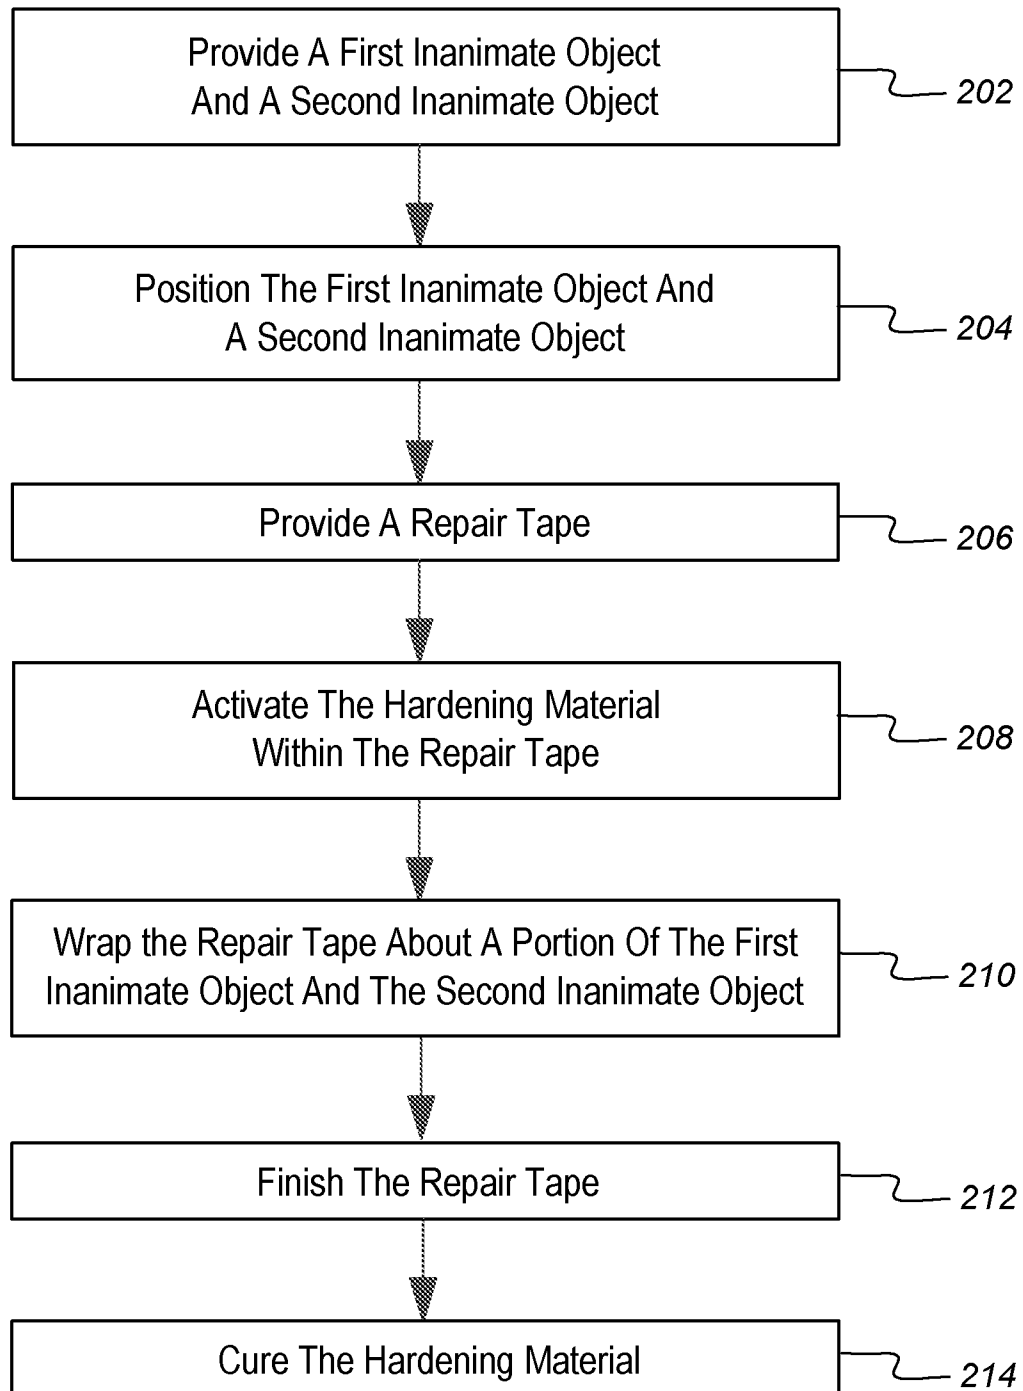 Provide A First Inanimate Object
And A Second Inanimate Object
202
Position The First Inanimate Object And
A Second Inanimate Object
204
Provide A Repair Tape
206
Activate The Hardening Material
Within The Repair Tape
208
Wrap the Repair Tape About A Portion Of The First
Inanimate Object And The Second Inanimate Object
210
Finish The Repair Tape
212
Cure The Hardening Material
214